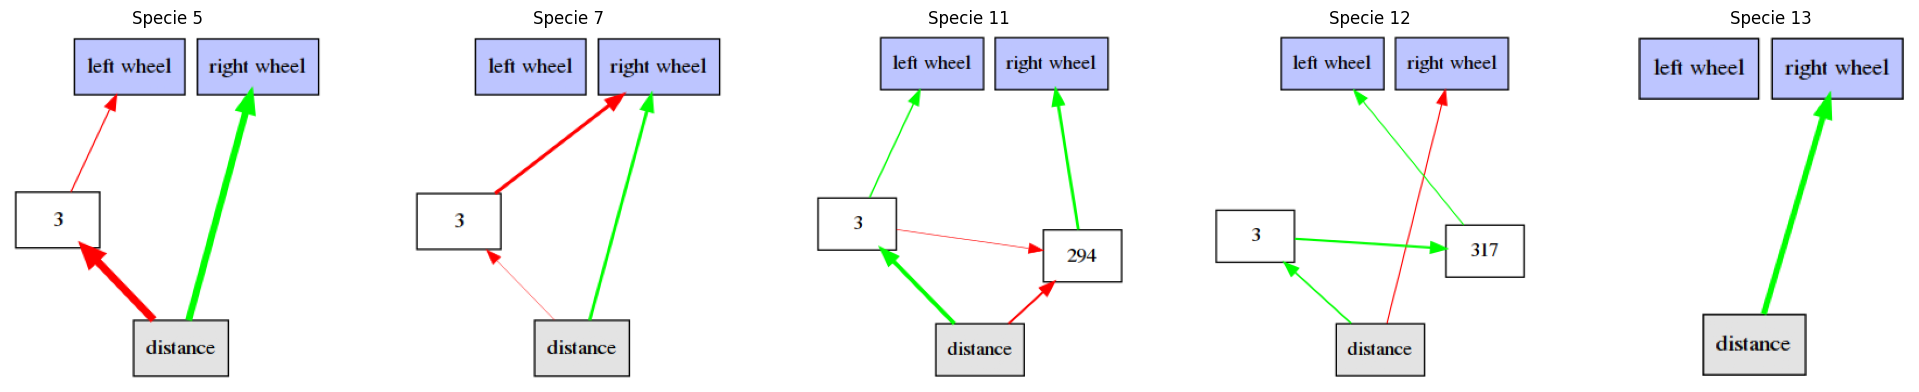 Specie 5
left wheel
right wheel
3
distance
Specie 7
left wheel
right wheel
3
distance
Specie 11
left wheel
right wheel
3
294
distance
Specie 12
left wheel
right wheel
3
317
distance
Specie 13
left wheel
right wheel
distance